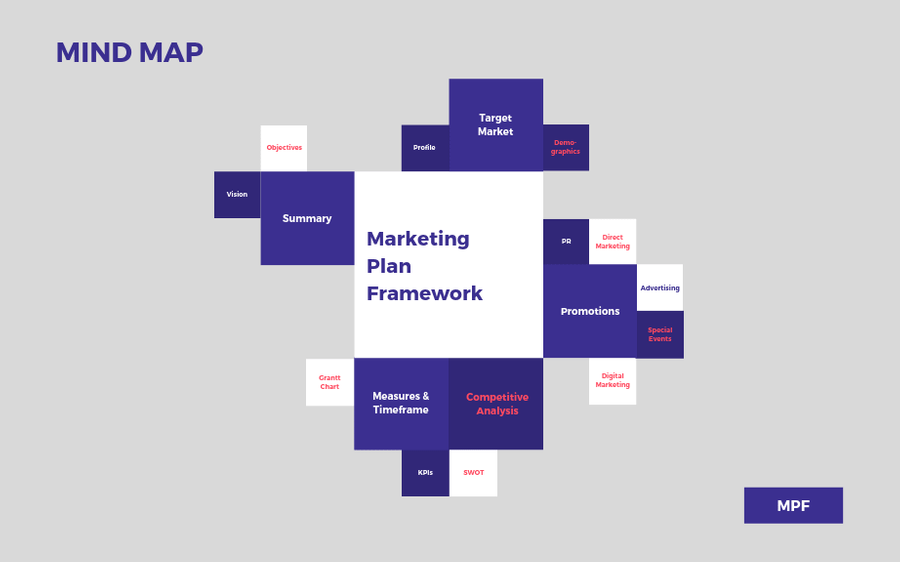 MIND MAP
Target
Market
Profile
Demo-
graphics
Objectives
Vision
Summary
Marketing
Plan
Framework
PR
Direct
Marketing
Advertising
Promotions
Special
Events
Digital
Marketing
Grantt
Chart
Measures &
Timeframe
Competitive
Analysis
KPIs
SWOT
MPF